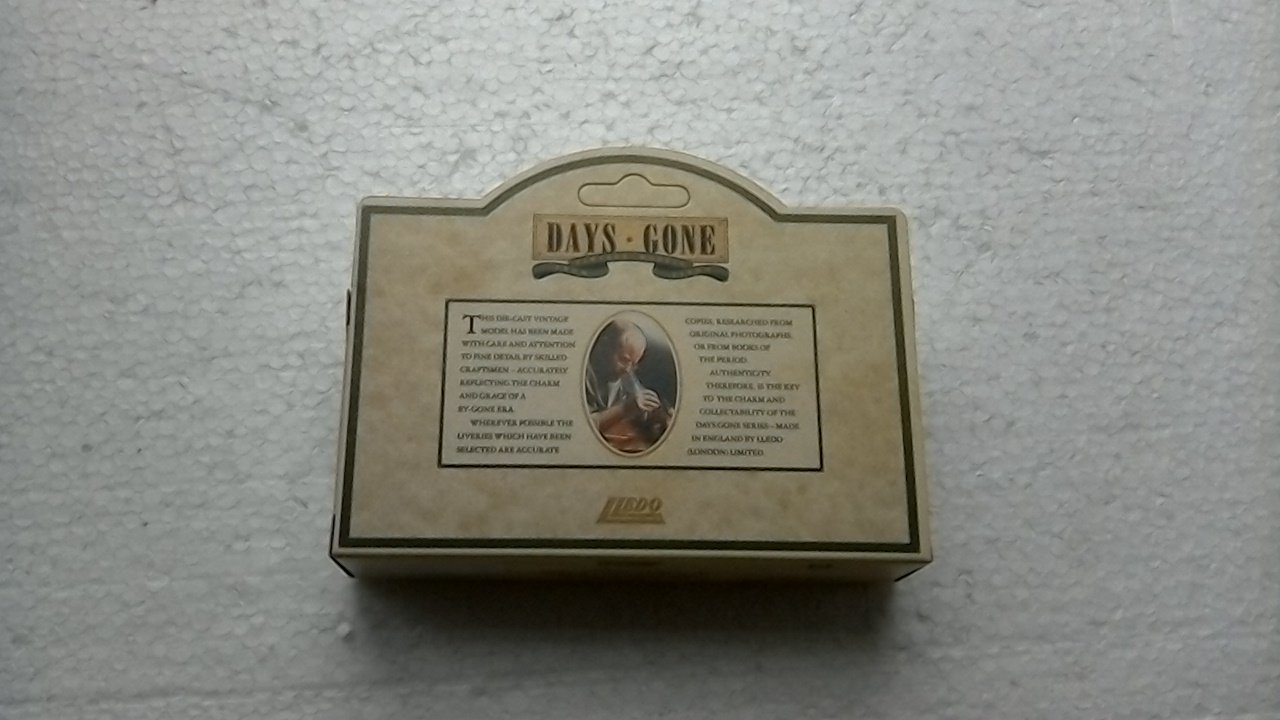 DAYS · GONE
THIS DIE-CAST VINTAGE
MODEL HAS BEEN MADE
WITH CARE AND ATTENTION
TO FINE DETAIL BY SKILLED
CRAFTSMEN – ACCURATELY
REFLECTING THE CHARM
AND GRACE OF A
BY-GONE ERA.
WHEREVER POSSIBLE THE
LIVERIES WHICH HAVE BEEN
SELECTED ARE ACCURATE
COPIES, RESEARCHED FROM
ORIGINAL PHOTOGRAPHS,
OR FROM BOOKS OF
THE PERIOD.
AUTHENTICITY,
THEREFORE, IS THE KEY
TO THE CHARM AND
COLLECTABILITY OF THE
DAYS GONE SERIES – MADE
IN ENGLAND BY LLEDO
(LONDON) LIMITED.
LLEDO